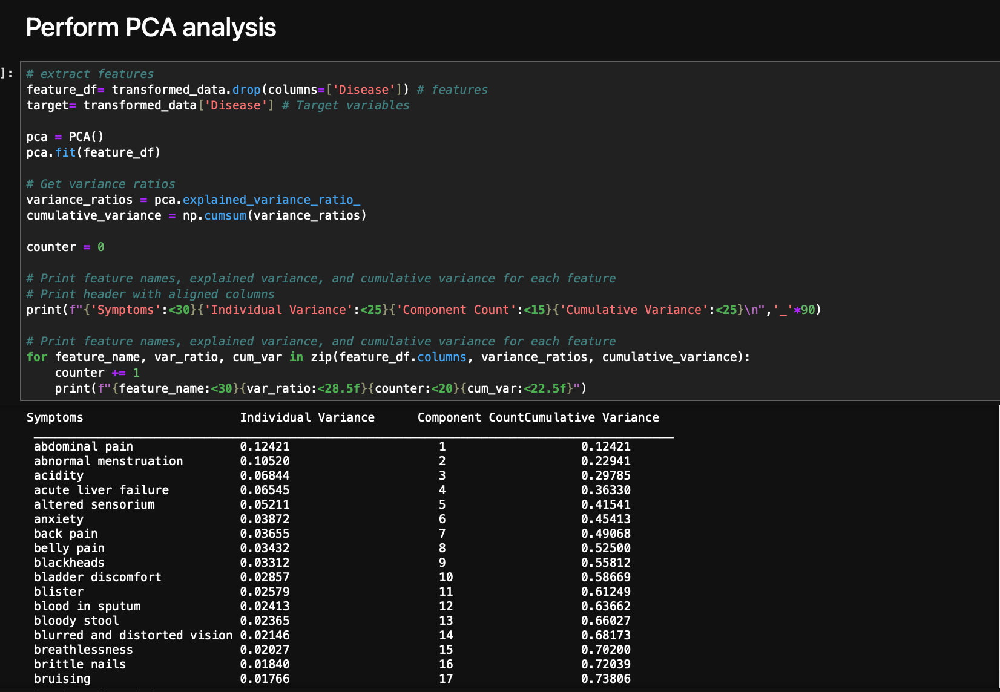 Perform PCA analysis
]:
# extract features
feature_df= transformed_data.drop(columns=['Disease']) # features
target= transformed_data['Disease'] # Target variables
pca = PCA()
pca.fit(feature_df)
# Get variance ratios
variance_ratios = pca.explained_variance_ratio_
cumulative_variance = np.cumsum(variance_ratios)
counter = 0
# Print feature names, explained variance, and cumulative variance for each feature
# Print header with aligned columns
print(f"{'Symptoms':<30}{'Individual Variance':<25}{'Component Count':<15}{'Cumulative Variance':<25}\n",'_'*90)
# Print feature names, explained variance, and cumulative variance for each feature
for feature_name, var_ratio, cum_var in zip(feature_df.columns, variance_ratios, cumulative_variance):
    counter += 1
    print(f"{feature_name:<30}{var_ratio:<28.5f}{counter:<20}{cum_var:<22.5f}")
Symptoms Individual Variance Component CountCumulative Variance
__________________________________________________________________________________________
abdominal pain 0.12421 1 0.12421
abnormal menstruation 0.10520 2 0.22941
acidity 0.06844 3 0.29785
acute liver failure 0.06545 4 0.36330
altered sensorium 0.05211 5 0.41541
anxiety 0.03872 6 0.45413
back pain 0.03655 7 0.49068
belly pain 0.03432 8 0.52500
blackheads 0.03312 9 0.55812
bladder discomfort 0.02857 10 0.58669
blister 0.02579 11 0.61249
blood in sputum 0.02413 12 0.63662
bloody stool 0.02365 13 0.66027
blurred and distorted vision 0.02146 14 0.68173
breathlessness 0.02027 15 0.70200
brittle nails 0.01840 16 0.72039
bruising 0.01766 17 0.73806